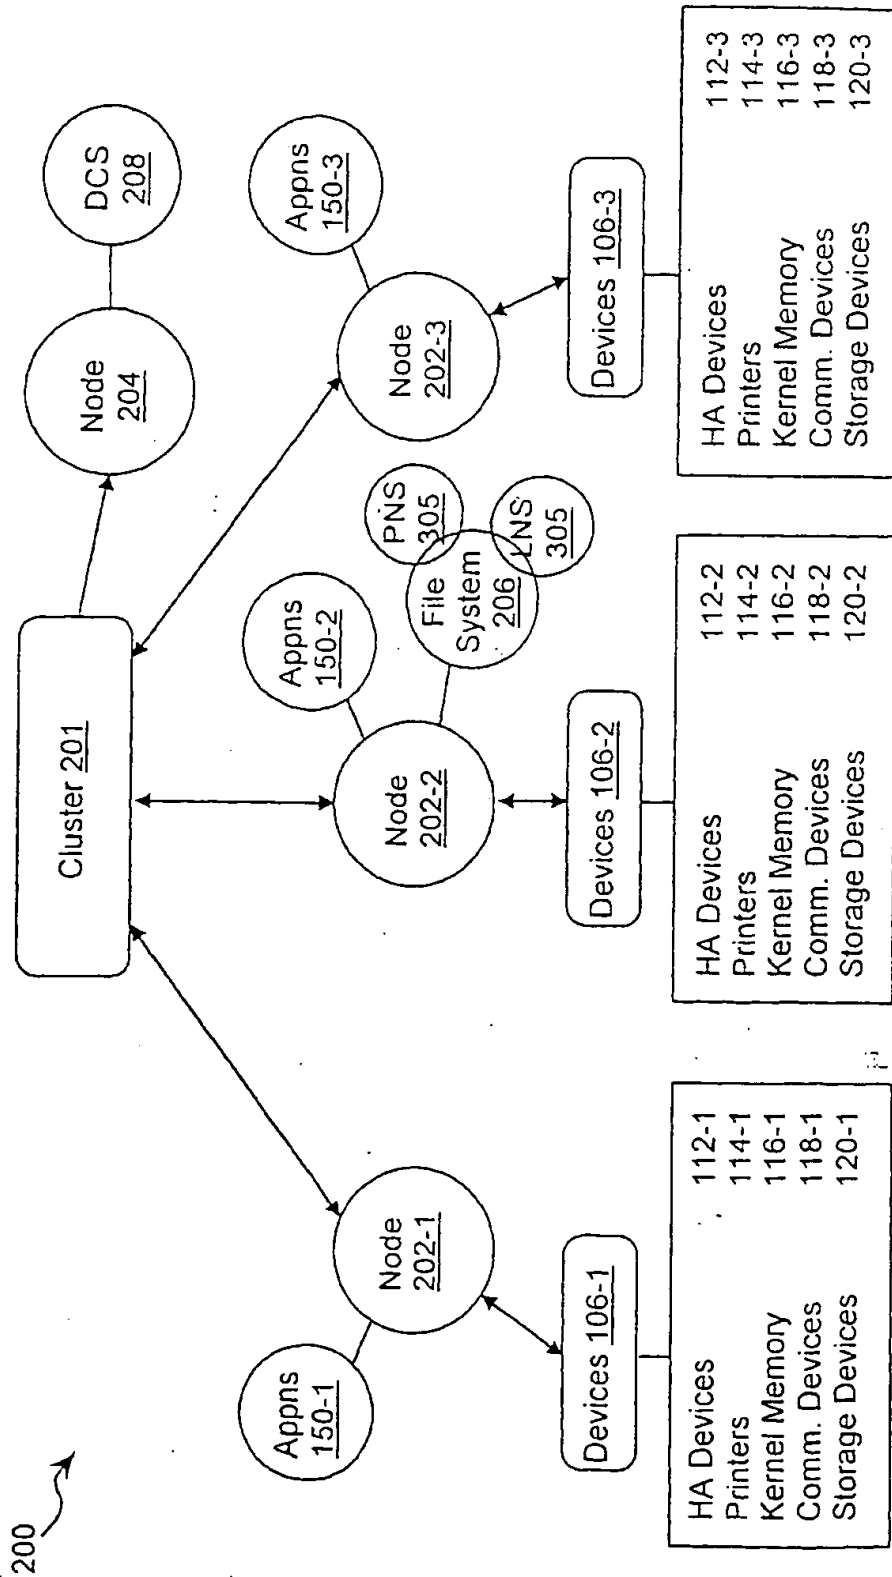 200
Cluster 201
Node
204
DCS
208
Appns
150-1
Node
202-1
Appns
150-2
Node
202-2
File
System
206
PNS
305
LNS
305
Appns
150-3
Node
202-3
Devices 106-1
Devices 106-2
Devices 106-3
HA Devices 112-1
Printers 114-1
Kernel Memory 116-1
Comm. Devices 118-1
Storage Devices 120-1
HA Devices 112-2
Printers 114-2
Kernel Memory 116-2
Comm. Devices 118-2
Storage Devices 120-2
HA Devices 112-3
Printers 114-3
Kernel Memory 116-3
Comm. Devices 118-3
Storage Devices 120-3